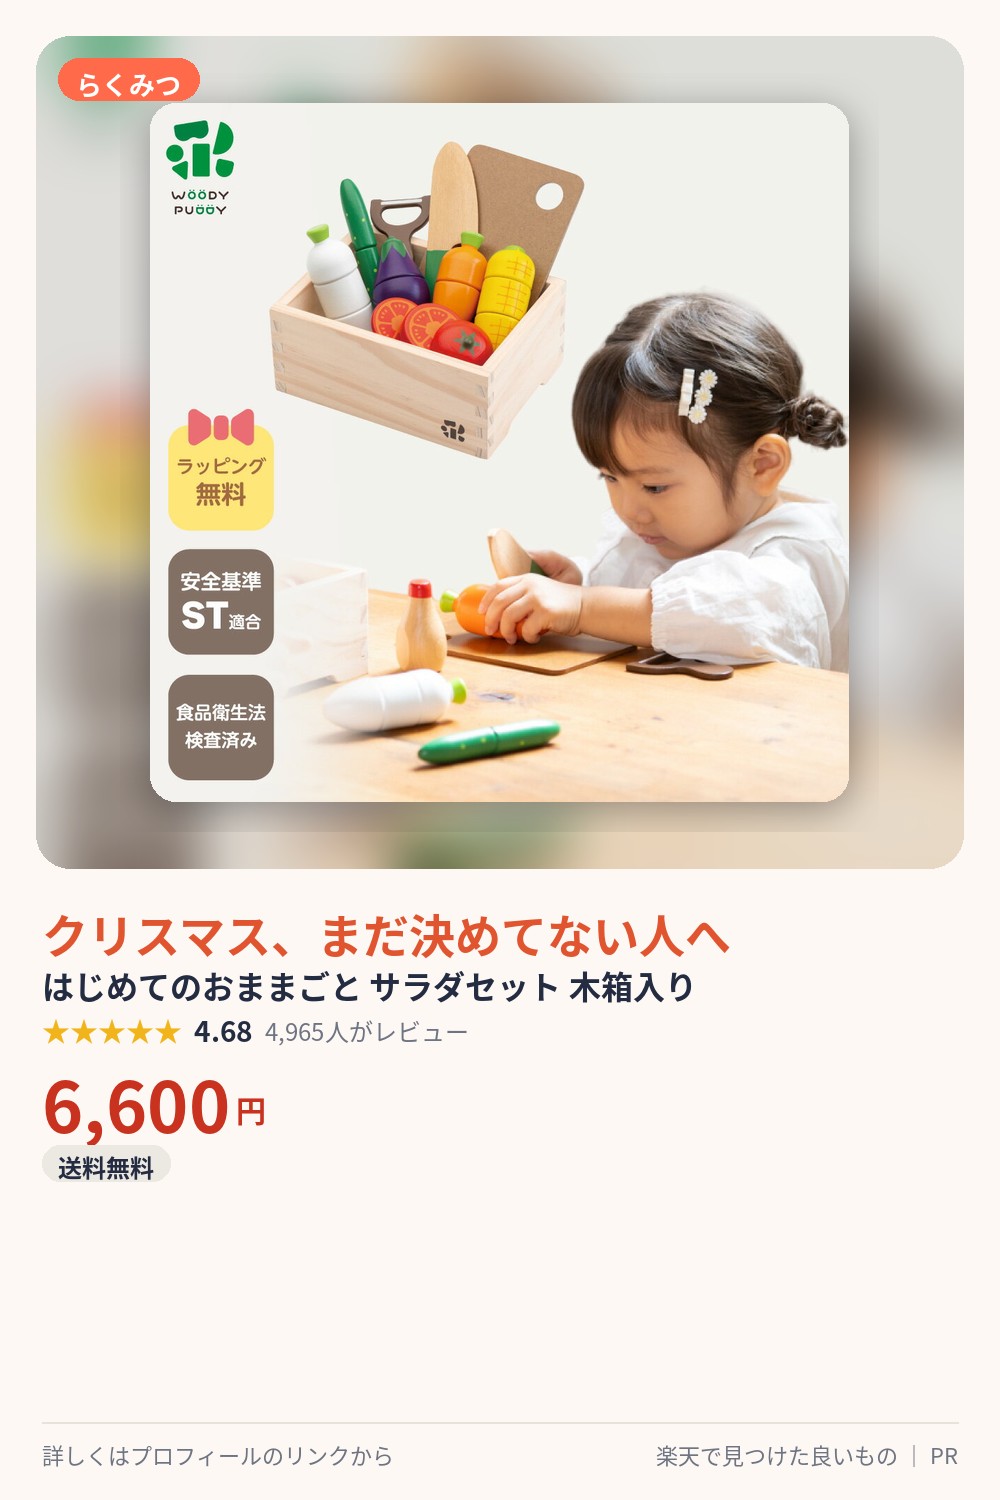 らくみつ
WÖÖDY
PUDDY
ラッピング
無料
安全基準
ST適合
食品衛生法
検査済み
クリスマス、まだ決めてない人へ
はじめてのおままごと サラダセット 木箱入り
★★★★★ 4.68 4,965人がレビュー
6,600円
送料無料
詳しくはプロフィールのリンクから
楽天で見つけた良いもの | PR